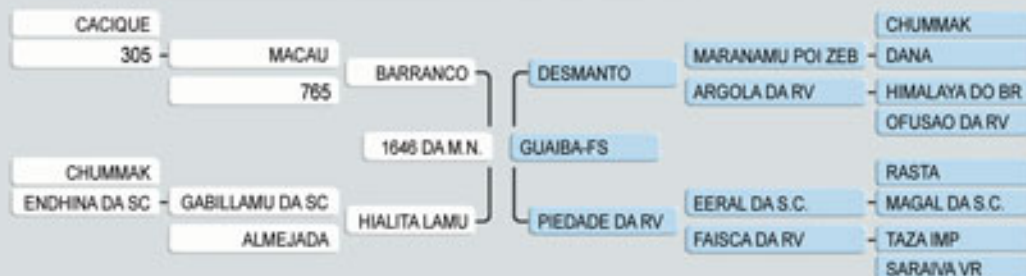 CACIQUE
305
MACAU
765
BARRANCO
1646 DA M.N.
CHUMMAK
ENDHINA DA SC
GABILLAMU DA SC
ALMEJADA
HIALITA LAMU
GUAIBA-FS
DESMANTO
MARANAMU POI ZEB
ARGOLA DA RV
CHUMMAK
DANA
HIMALAYA DO BR
OFUSAO DA RV
PIEDADE DA RV
EERAL DA S.C.
FAISCA DA RV
RASTA
MAGAL DA S.C.
TAZA IMP
SARAIVA VR